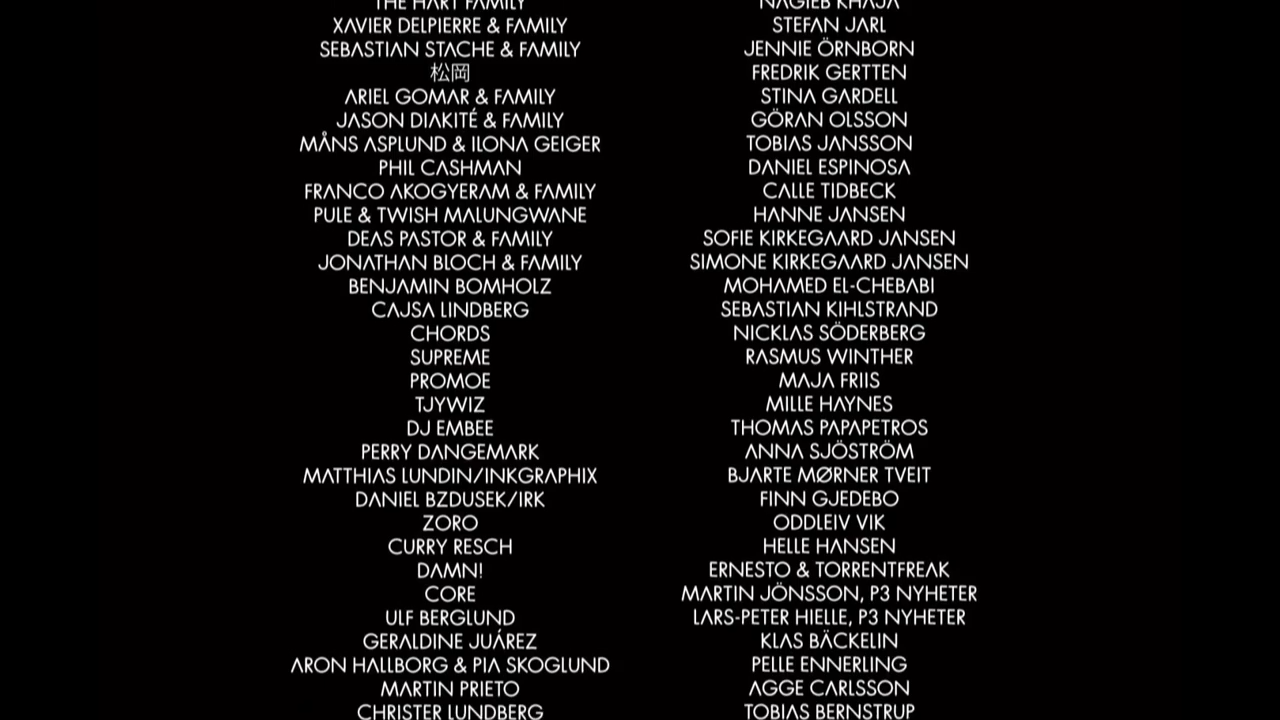 THE HART FAMILY
XAVIER DELPIERRE & FAMILY
SEBASTIAN STACHE & FAMILY
松岡
ARIEL GOMAR & FAMILY
JASON DIAKITÉ & FAMILY
MÅNS ASPLUND & ILONA GEIGER
PHIL CASHMAN
FRANCO AKOGYERAM & FAMILY
PULE & TWISH MALUNGWANE
DEAS PASTOR & FAMILY
JONATHAN BLOCH & FAMILY
BENJAMIN BOMHOLZ
CAJSA LINDBERG
CHORDS
SUPREME
PROMOE
TJYWIZ
DJ EMBEE
PERRY DANGEMARK
MATTHIAS LUNDIN/INKGRAPHIX
DANIEL BZDUSEK/IRK
ZORO
CURRY RESCH
DAMN!
CORE
ULF BERGLUND
GERALDINE JUÁREZ
ARON HALLBORG & PIA SKOGLUND
MARTIN PRIETO
CHRISTER LUNDBERG
NAGIEB KHAJA
STEFAN JARL
JENNIE ÖRNBORN
FREDRIK GERTTEN
STINA GARDELL
GÖRAN OLSSON
TOBIAS JANSSON
DANIEL ESPINOSA
CALLE TIDBECK
HANNE JANSEN
SOFIE KIRKEGAARD JANSEN
SIMONE KIRKEGAARD JANSEN
MOHAMED EL-CHEBABI
SEBASTIAN KIHLSTRAND
NICKLAS SÖDERBERG
RASMUS WINTHER
MAJA FRIIS
MILLE HAYNES
THOMAS PAPAPETROS
ANNA SJÖSTRÖM
BJARTE MØRNER TVEIT
FINN GJEDEBO
ODDLEIV VIK
HELLE HANSEN
ERNESTO & TORRENTFREAK
MARTIN JÖNSSON, P3 NYHETER
LARS-PETER HIELLE, P3 NYHETER
KLAS BÄCKELIN
PELLE ENNERLING
AGGE CARLSSON
TOBIAS BERNSTRUP